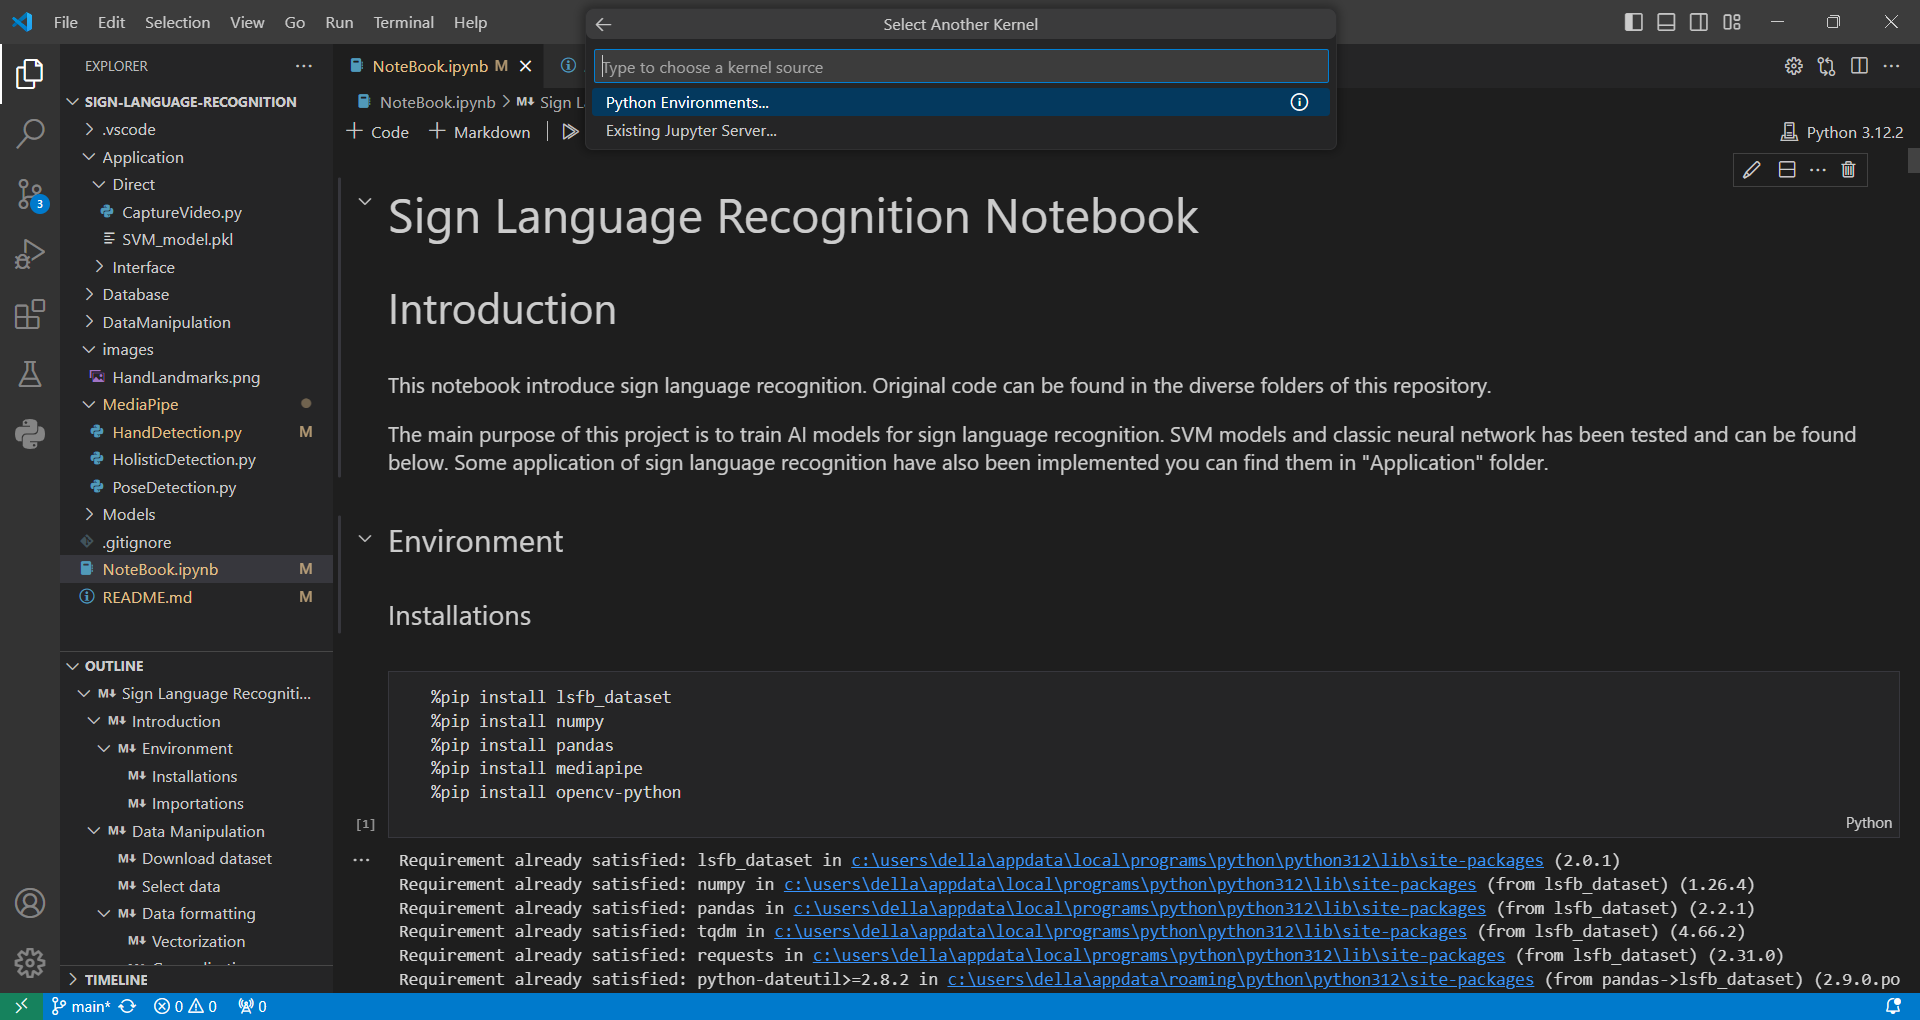 File Edit Selection View Go Run Terminal Help
Select Another Kernel
Type to choose a kernel source
Python Environments...
Existing Jupyter Server...
EXPLORER
SIGN-LANGUAGE-RECOGNITION
.vscode
Application
Direct
CaptureVideo.py
SVM_model.pkl
Interface
Database
DataManipulation
images
HandLandmarks.png
MediaPipe
HandDetection.py M
HolisticDetection.py
PoseDetection.py
Models
.gitignore
NoteBook.ipynb M
README.md M
OUTLINE
M↓ Sign Language Recogniti...
M↓ Introduction
M↓ Environment
M↓ Installations
M↓ Importations
M↓ Data Manipulation
M↓ Download dataset
M↓ Select data
M↓ Data formatting
M↓ Vectorization
TIMELINE
3
NoteBook.ipynb M
NoteBook.ipynb > M↓ Sign L
+ Code + Markdown
Python 3.12.2
Sign Language Recognition Notebook
Introduction
This notebook introduce sign language recognition. Original code can be found in the diverse folders of this repository.
The main purpose of this project is to train AI models for sign language recognition. SVM models and classic neural network has been tested and can be found
below. Some application of sign language recognition have also been implemented you can find them in "Application" folder.
Environment
Installations
%pip install lsfb_dataset
%pip install numpy
%pip install pandas
%pip install mediapipe
%pip install opencv-python
[1]
Python
Requirement already satisfied: lsfb_dataset in c:\users\della\appdata\local\programs\python\python312\lib\site-packages (2.0.1)
Requirement already satisfied: numpy in c:\users\della\appdata\local\programs\python\python312\lib\site-packages (from lsfb_dataset) (1.26.4)
Requirement already satisfied: pandas in c:\users\della\appdata\local\programs\python\python312\lib\site-packages (from lsfb_dataset) (2.2.1)
Requirement already satisfied: tqdm in c:\users\della\appdata\local\programs\python\python312\lib\site-packages (from lsfb_dataset) (4.66.2)
Requirement already satisfied: requests in c:\users\della\appdata\local\programs\python\python312\lib\site-packages (from lsfb_dataset) (2.31.0)
Requirement already satisfied: python-dateutil>=2.8.2 in c:\users\della\appdata\roaming\python\python312\site-packages (from pandas->lsfb_dataset) (2.9.0.po
main* 0 0 0